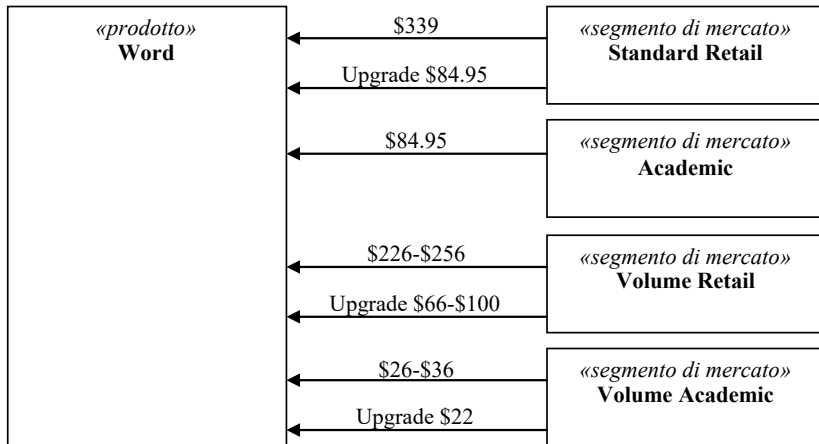 «prodotto»
Word
$339
Upgrade $84.95
«segmento di mercato»
Standard Retail
$84.95
«segmento di mercato»
Academic
$226-$256
Upgrade $66-$100
«segmento di mercato»
Volume Retail
$26-$36
Upgrade $22
«segmento di mercato»
Volume Academic